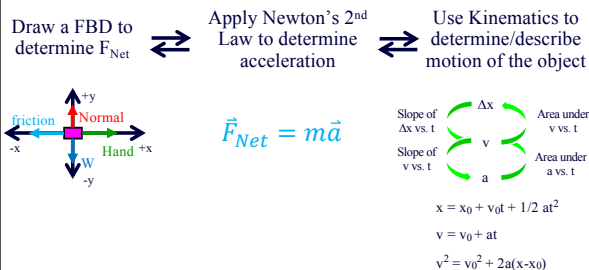 Draw a FBD to
determine F_Net
Apply Newton's 2nd
Law to determine
acceleration
Use Kinematics to
determine/describe
motion of the object
+y
friction
Normal
-x
Hand
+x
W
-y
F⃗_Net = ma⃗
Slope of
Δx vs. t
Slope of
v vs. t
Δx
v
a
Area under
v vs. t
Area under
a vs. t
x = x₀ + v₀t + 1/2 at²
v = v₀ + at
v² = v₀² + 2a(x-x₀)